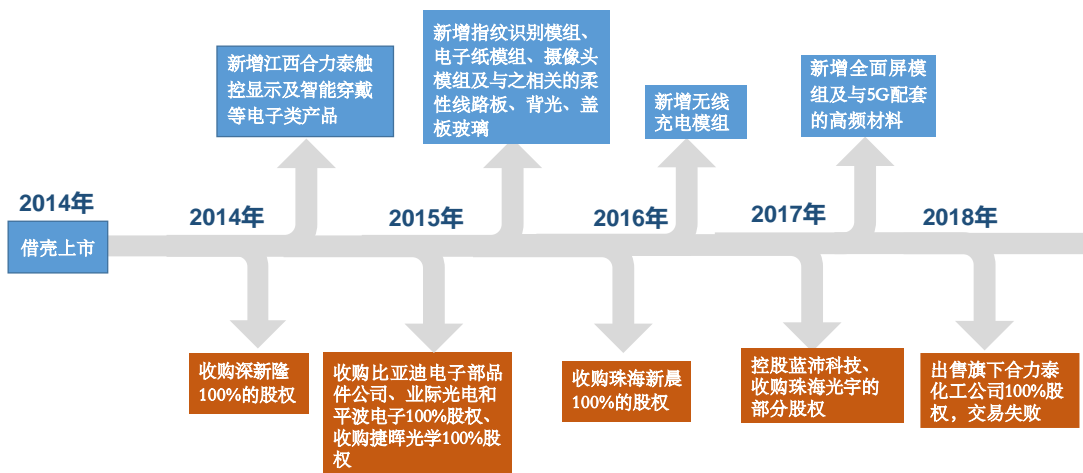 新增江西合力泰触
控显示及智能穿戴
等电子类产品
新增指纹识别模组、
电子纸模组、摄像头
模组及与之相关的柔
性线路板、背光、盖
板玻璃
新增无线
充电模组
新增全面屏模
组及与5G配套
的高频材料
2014年
借壳上市
2014年
2015年
2016年
2017年
2018年
收购深新隆
100%的股权
收购比亚迪电子部品
件公司、业际光电和
平波电子100%股权、
收购捷晖光学100%股
权
收购珠海新晨
100%的股权
控股蓝沛科技、
收购珠海光宇的
部分股权
出售旗下合力泰
化工公司100%股
权，交易失败